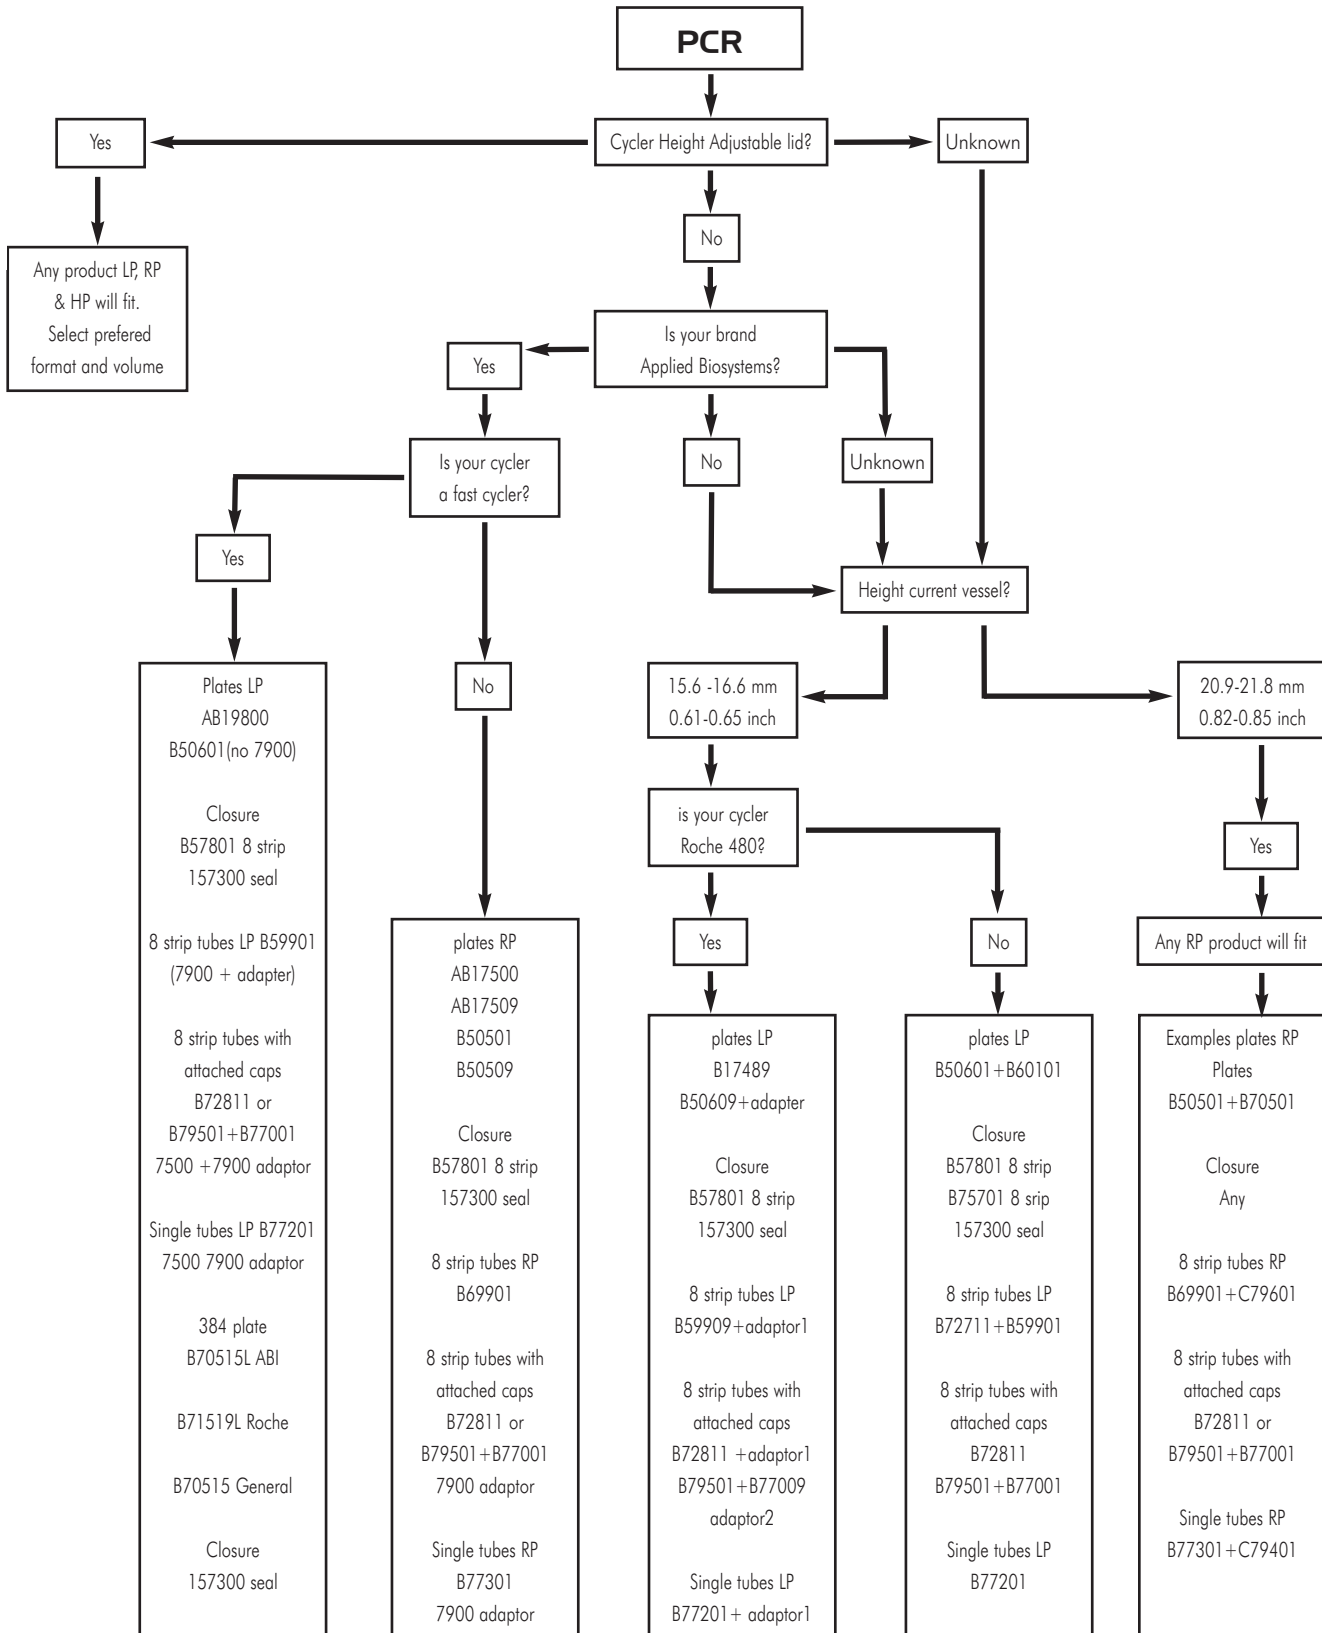 PCR
Cycler Height Adjustable lid?
Yes
Unknown
No
Any product LP, RP
& HP will fit.
Select prefered
format and volume
Is your brand
Applied Biosystems?
Yes
No
Unknown
Is your cycler
a fast cycler?
Yes
Height current vessel?
No
15.6 -16.6 mm
0.61-0.65 inch
20.9-21.8 mm
0.82-0.85 inch
is your cycler
Roche 480?
Yes
Yes
No
Any RP product will fit
Plates LP
AB19800
B50601(no 7900)
Closure
B57801 8 strip
157300 seal
8 strip tubes LP B59901
(7900 + adapter)
8 strip tubes with
attached caps
B72811 or
B79501+B77001
7500 +7900 adaptor
Single tubes LP B77201
7500 7900 adaptor
384 plate
B70515L ABI
B71519L Roche
B70515 General
Closure
157300 seal
plates RP
AB17500
AB17509
B50501
B50509
Closure
B57801 8 strip
157300 seal
8 strip tubes RP
B69901
8 strip tubes with
attached caps
B72811 or
B79501+B77001
7900 adaptor
Single tubes RP
B77301
7900 adaptor
plates LP
B17489
B50609+adapter
Closure
B57801 8 strip
157300 seal
8 strip tubes LP
B59909+adaptor1
8 strip tubes with
attached caps
B72811 +adaptor1
B79501+B77009
adaptor2
Single tubes LP
B77201+ adaptor1
plates LP
B50601+B60101
Closure
B57801 8 strip
B75701 8 srip
157300 seal
8 strip tubes LP
B72711+B59901
8 strip tubes with
attached caps
B72811
B79501+B77001
Single tubes LP
B77201
Examples plates RP
Plates
B50501+B70501
Closure
Any
8 strip tubes RP
B69901+C79601
8 strip tubes with
attached caps
B72811 or
B79501+B77001
Single tubes RP
B77301+C79401